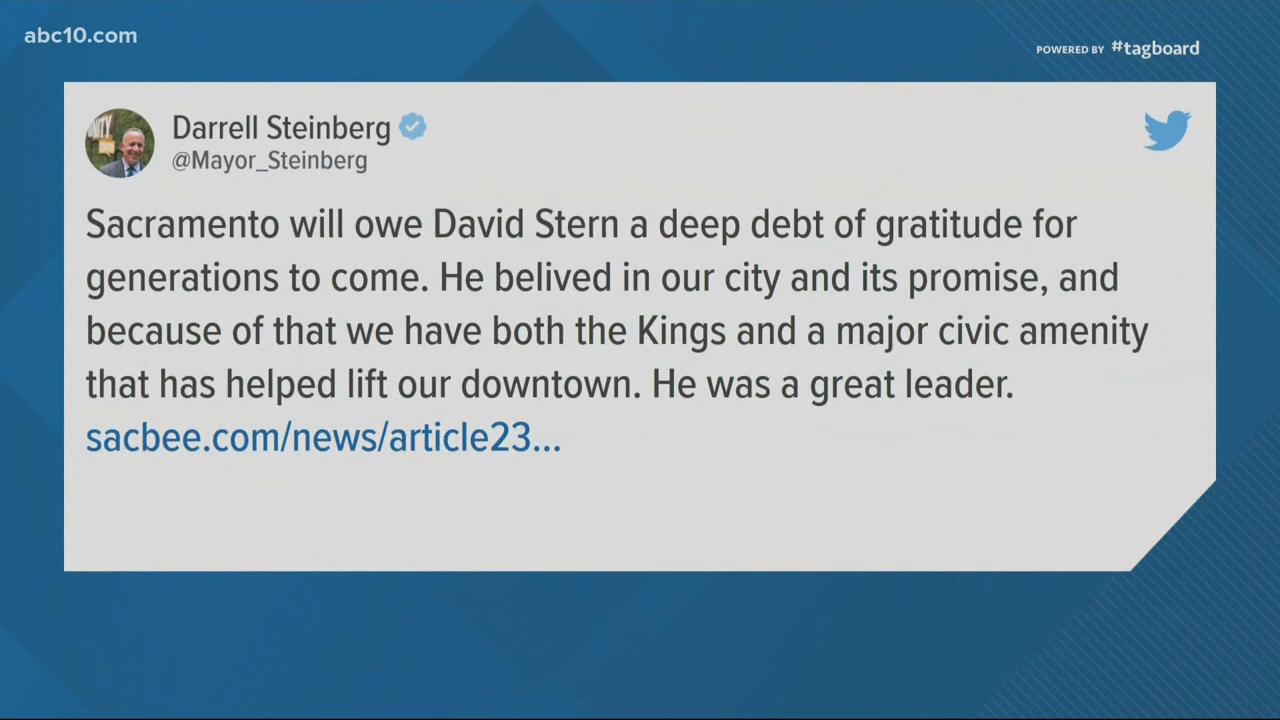 abc10.com
POWERED BY #tagboard
Darrell Steinberg
@Mayor_Steinberg
Sacramento will owe David Stern a deep debt of gratitude for
generations to come. He belived in our city and its promise, and
because of that we have both the Kings and a major civic amenity
that has helped lift our downtown. He was a great leader.
sacbee.com/news/article23...